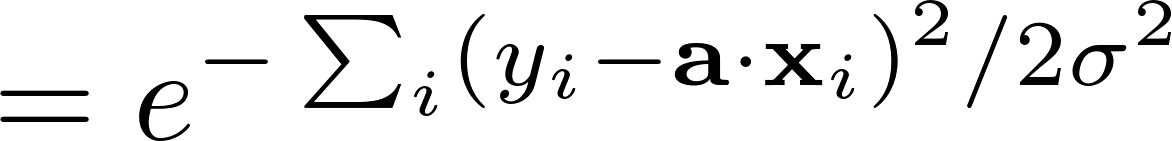 = e^{-\sum_i (y_i - \mathbf{a} \cdot \mathbf{x}_i)^2 / 2\sigma^2}